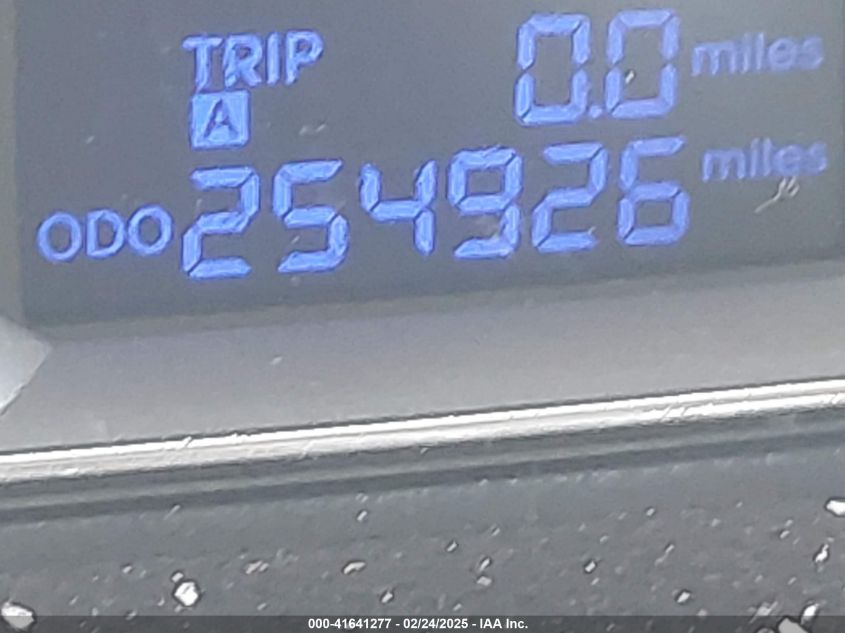 TRIP 0.0 miles
A
ODO 254926 miles
000-41641277 - 02/24/2025 - IAA Inc.